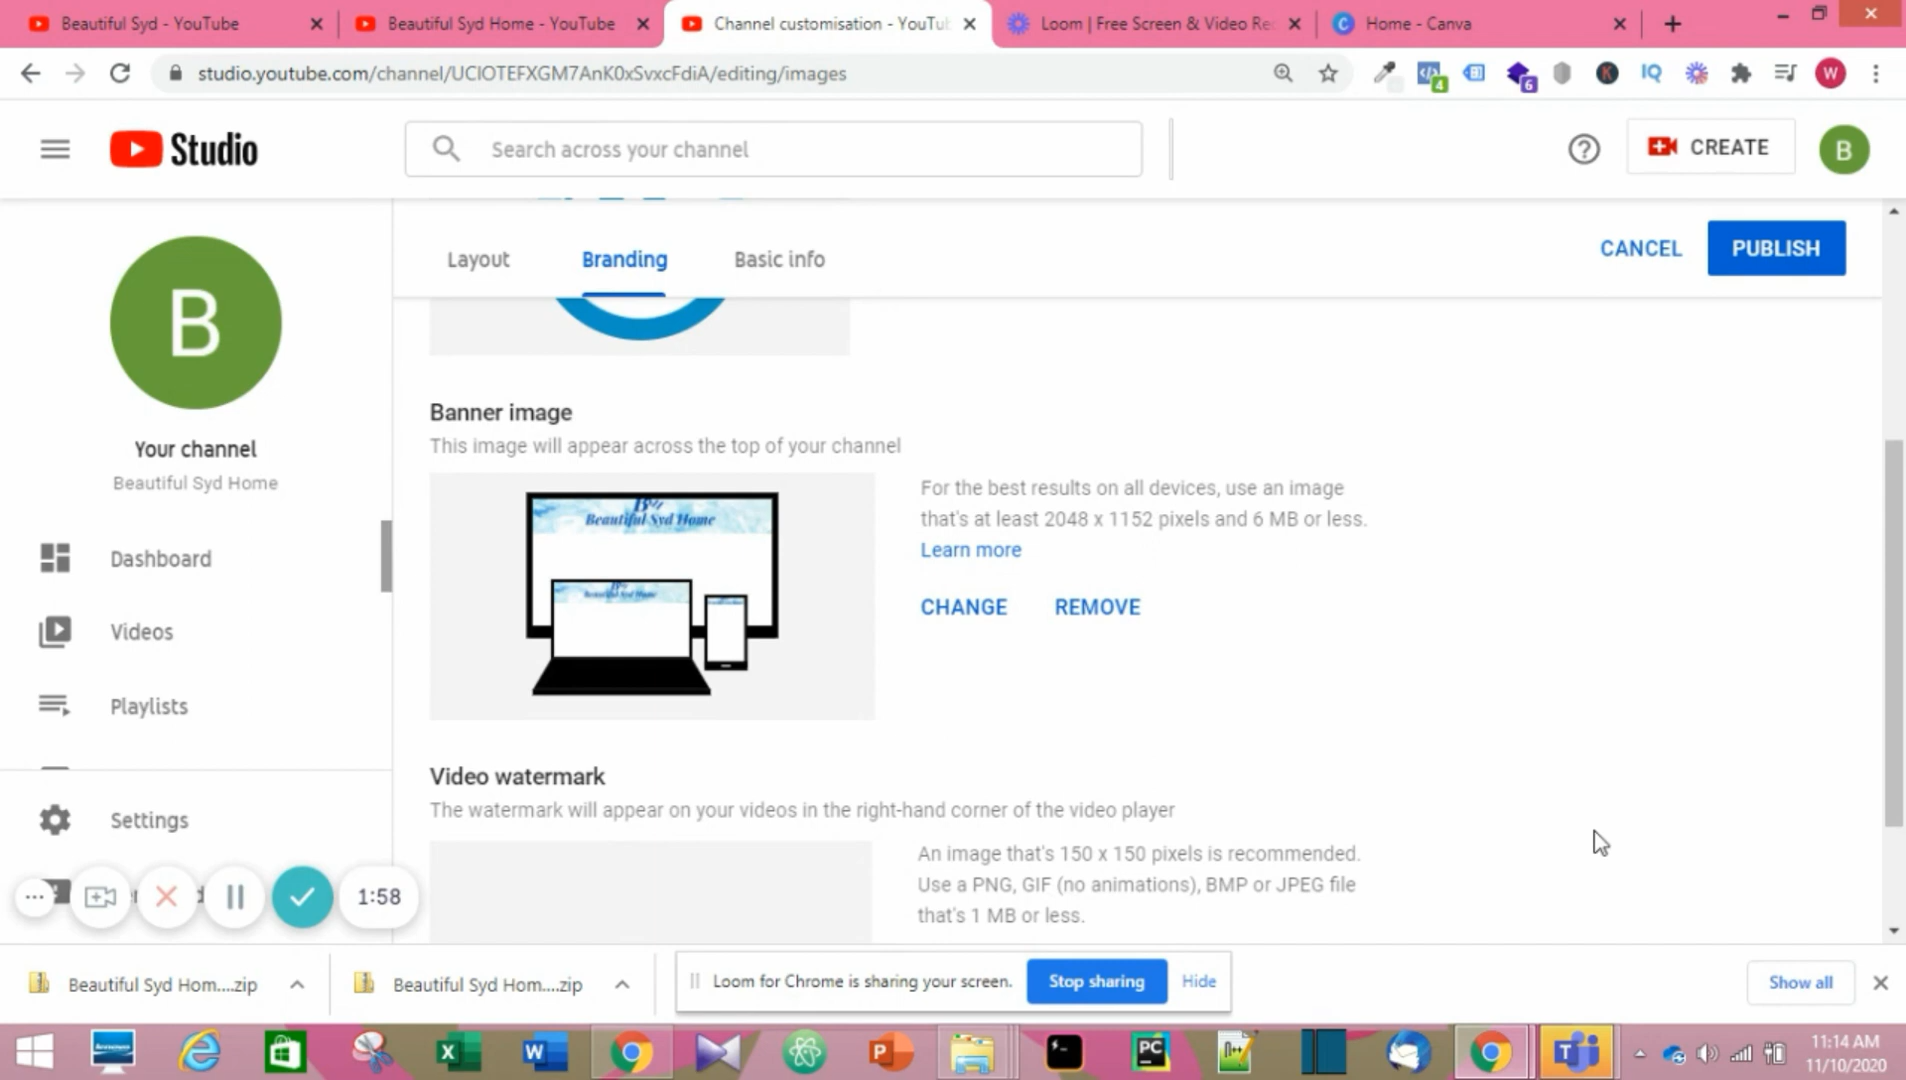 Beautiful Syd - YouTube
Beautiful Syd Home - YouTube
Channel customisation - YouTu
Loom | Free Screen & Video Rec
Home - Canva
studio.youtube.com/channel/UCIOTEFXGM7AnK0xSvxcFdiA/editing/images
4
6
K
IQ
W
Studio
Search across your channel
CREATE
B
Layout
Branding
Basic info
CANCEL
PUBLISH
B
Your channel
Beautiful Syd Home
Dashboard
Videos
Playlists
Settings
Banner image
This image will appear across the top of your channel
Beautiful Syd Home
Beautiful Syd Home
For the best results on all devices, use an image
that's at least 2048 x 1152 pixels and 6 MB or less.
Learn more
CHANGE
REMOVE
Video watermark
The watermark will appear on your videos in the right-hand corner of the video player
An image that's 150 x 150 pixels is recommended.
Use a PNG, GIF (no animations), BMP or JPEG file
that's 1 MB or less.
1:58
Beautiful Syd Hom....zip
Beautiful Syd Hom....zip
Loom for Chrome is sharing your screen.
Stop sharing
Hide
Show all
11:14 AM
11/10/2020